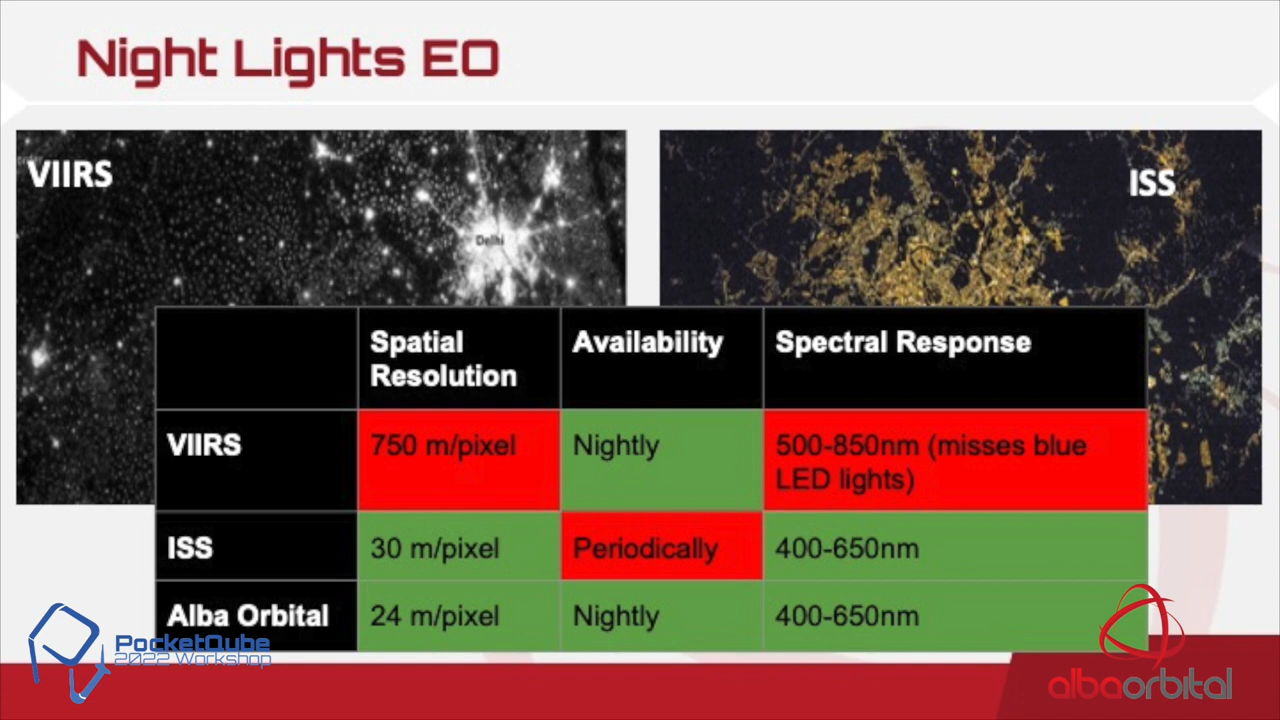 Night Lights EO
VIIRS
Delhi
ISS
Spatial
Resolution
Availability
Spectral Response
VIIRS
750 m/pixel
Nightly
500-850nm (misses blue
LED lights)
ISS
30 m/pixel
Periodically
400-650nm
Alba Orbital
24 m/pixel
Nightly
400-650nm
PocketQube
2022 Workshop
albaorbital